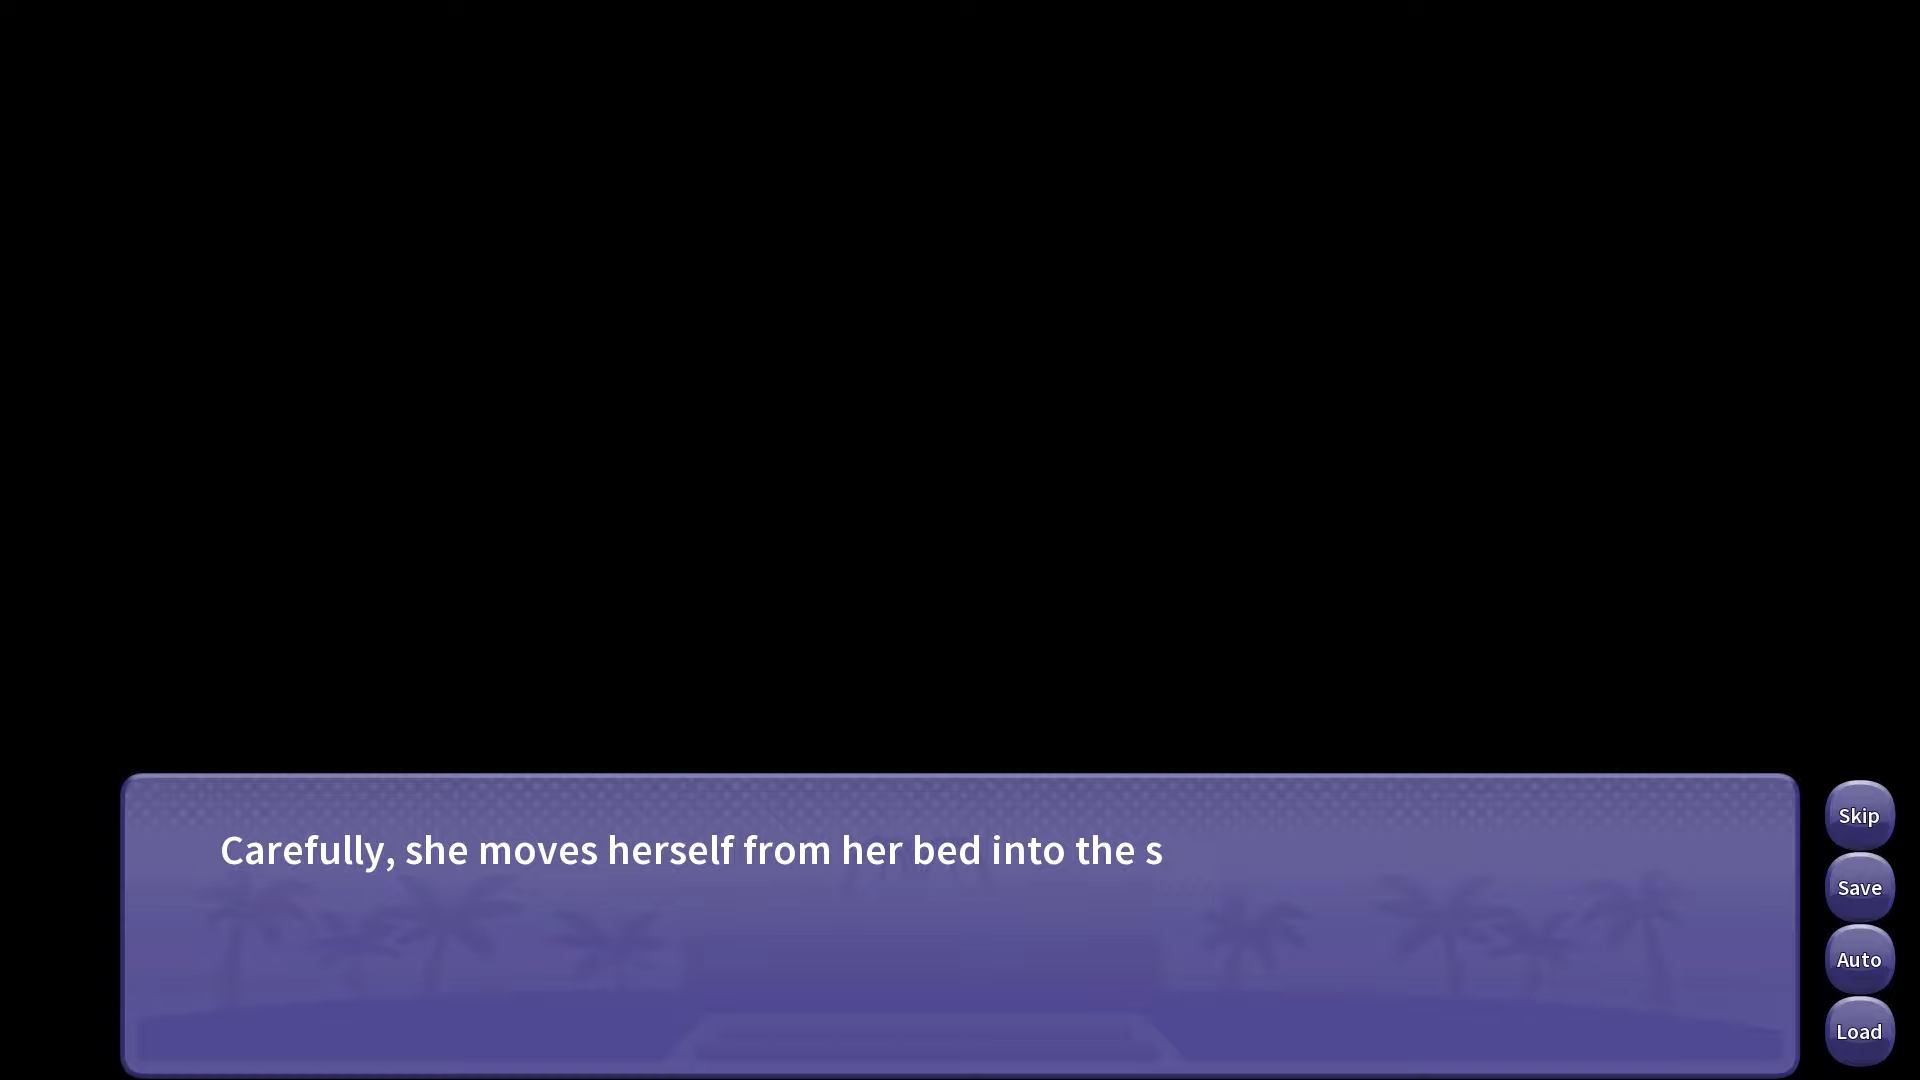 Carefully, she moves herself from her bed into the s
Skip
Save
Auto
Load